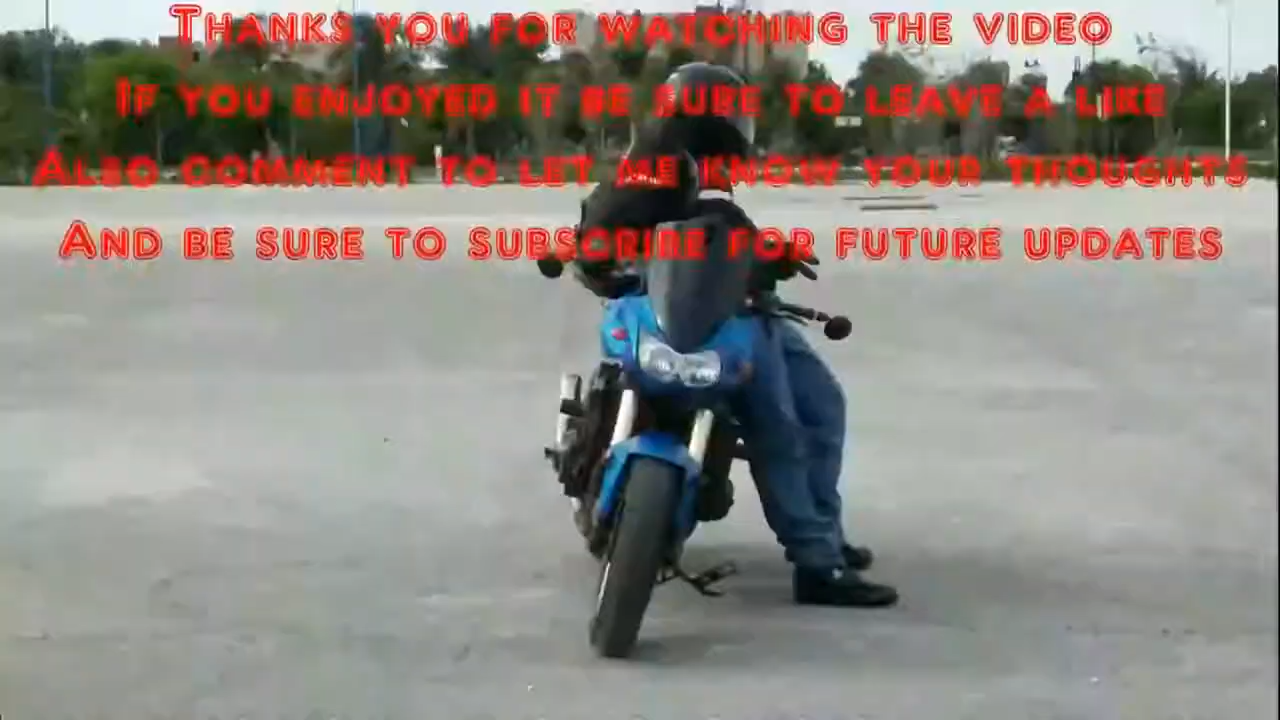 Thanks you for watching the video
If you enjoyed it be sure to leave a like
Also comment to let me know your thoughts
And be sure to subscribe for future updates